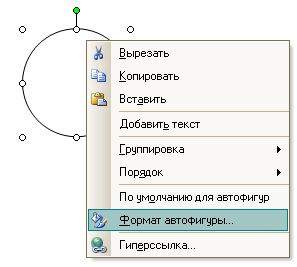 Вырезать
Копировать
Вставить
Добавить текст
Группировка
Порядок
По умолчанию для автофигур
Формат автофигуры...
Гиперссылка...